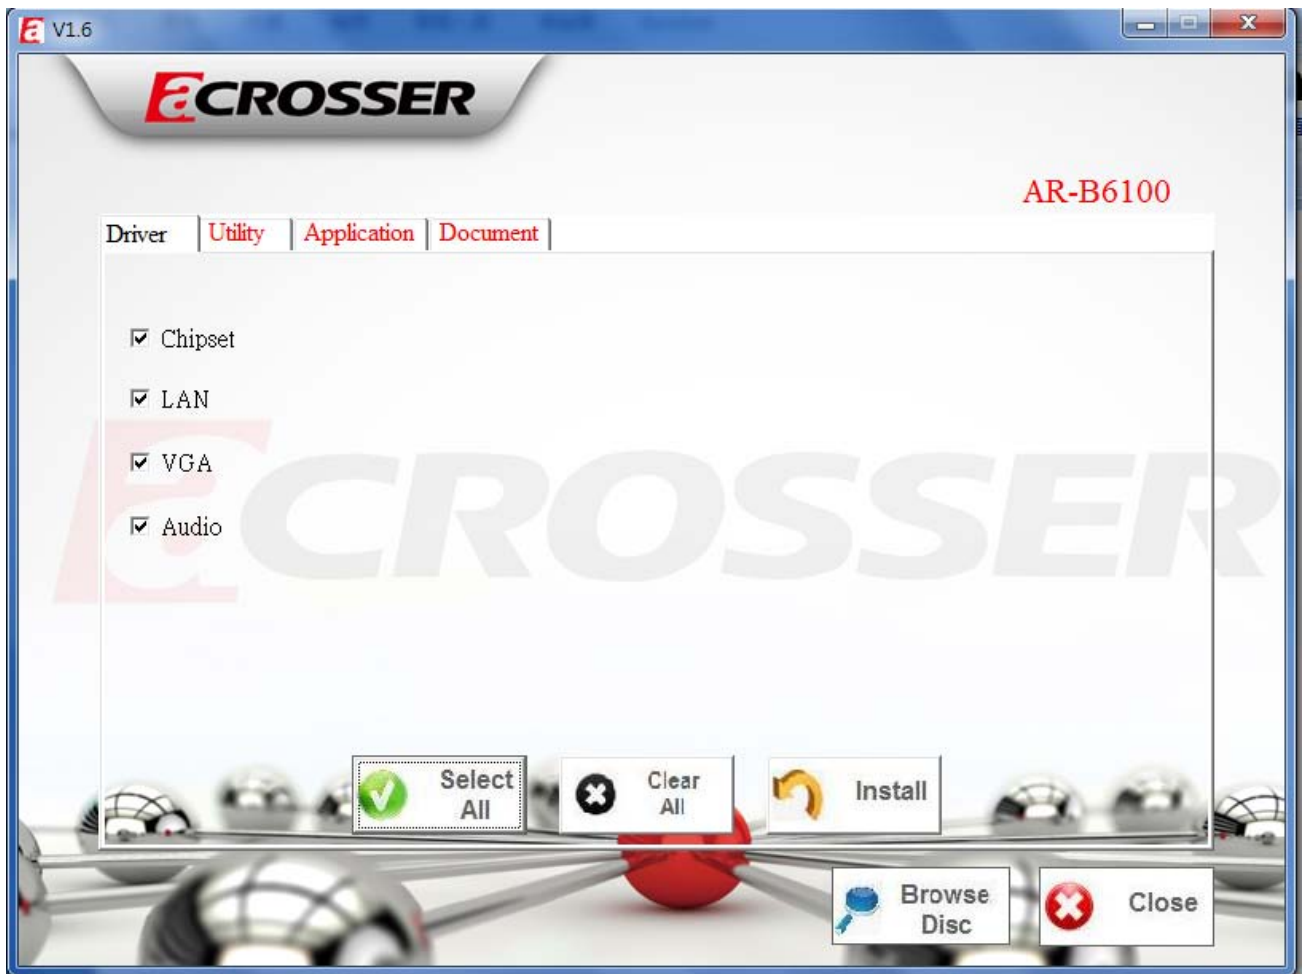 V1.6
aCROSSER
AR-B6100
Driver Utility Application Document
Chipset
LAN
VGA
Audio
aCROSSER
Select All
Clear All
Install
Browse Disc
Close